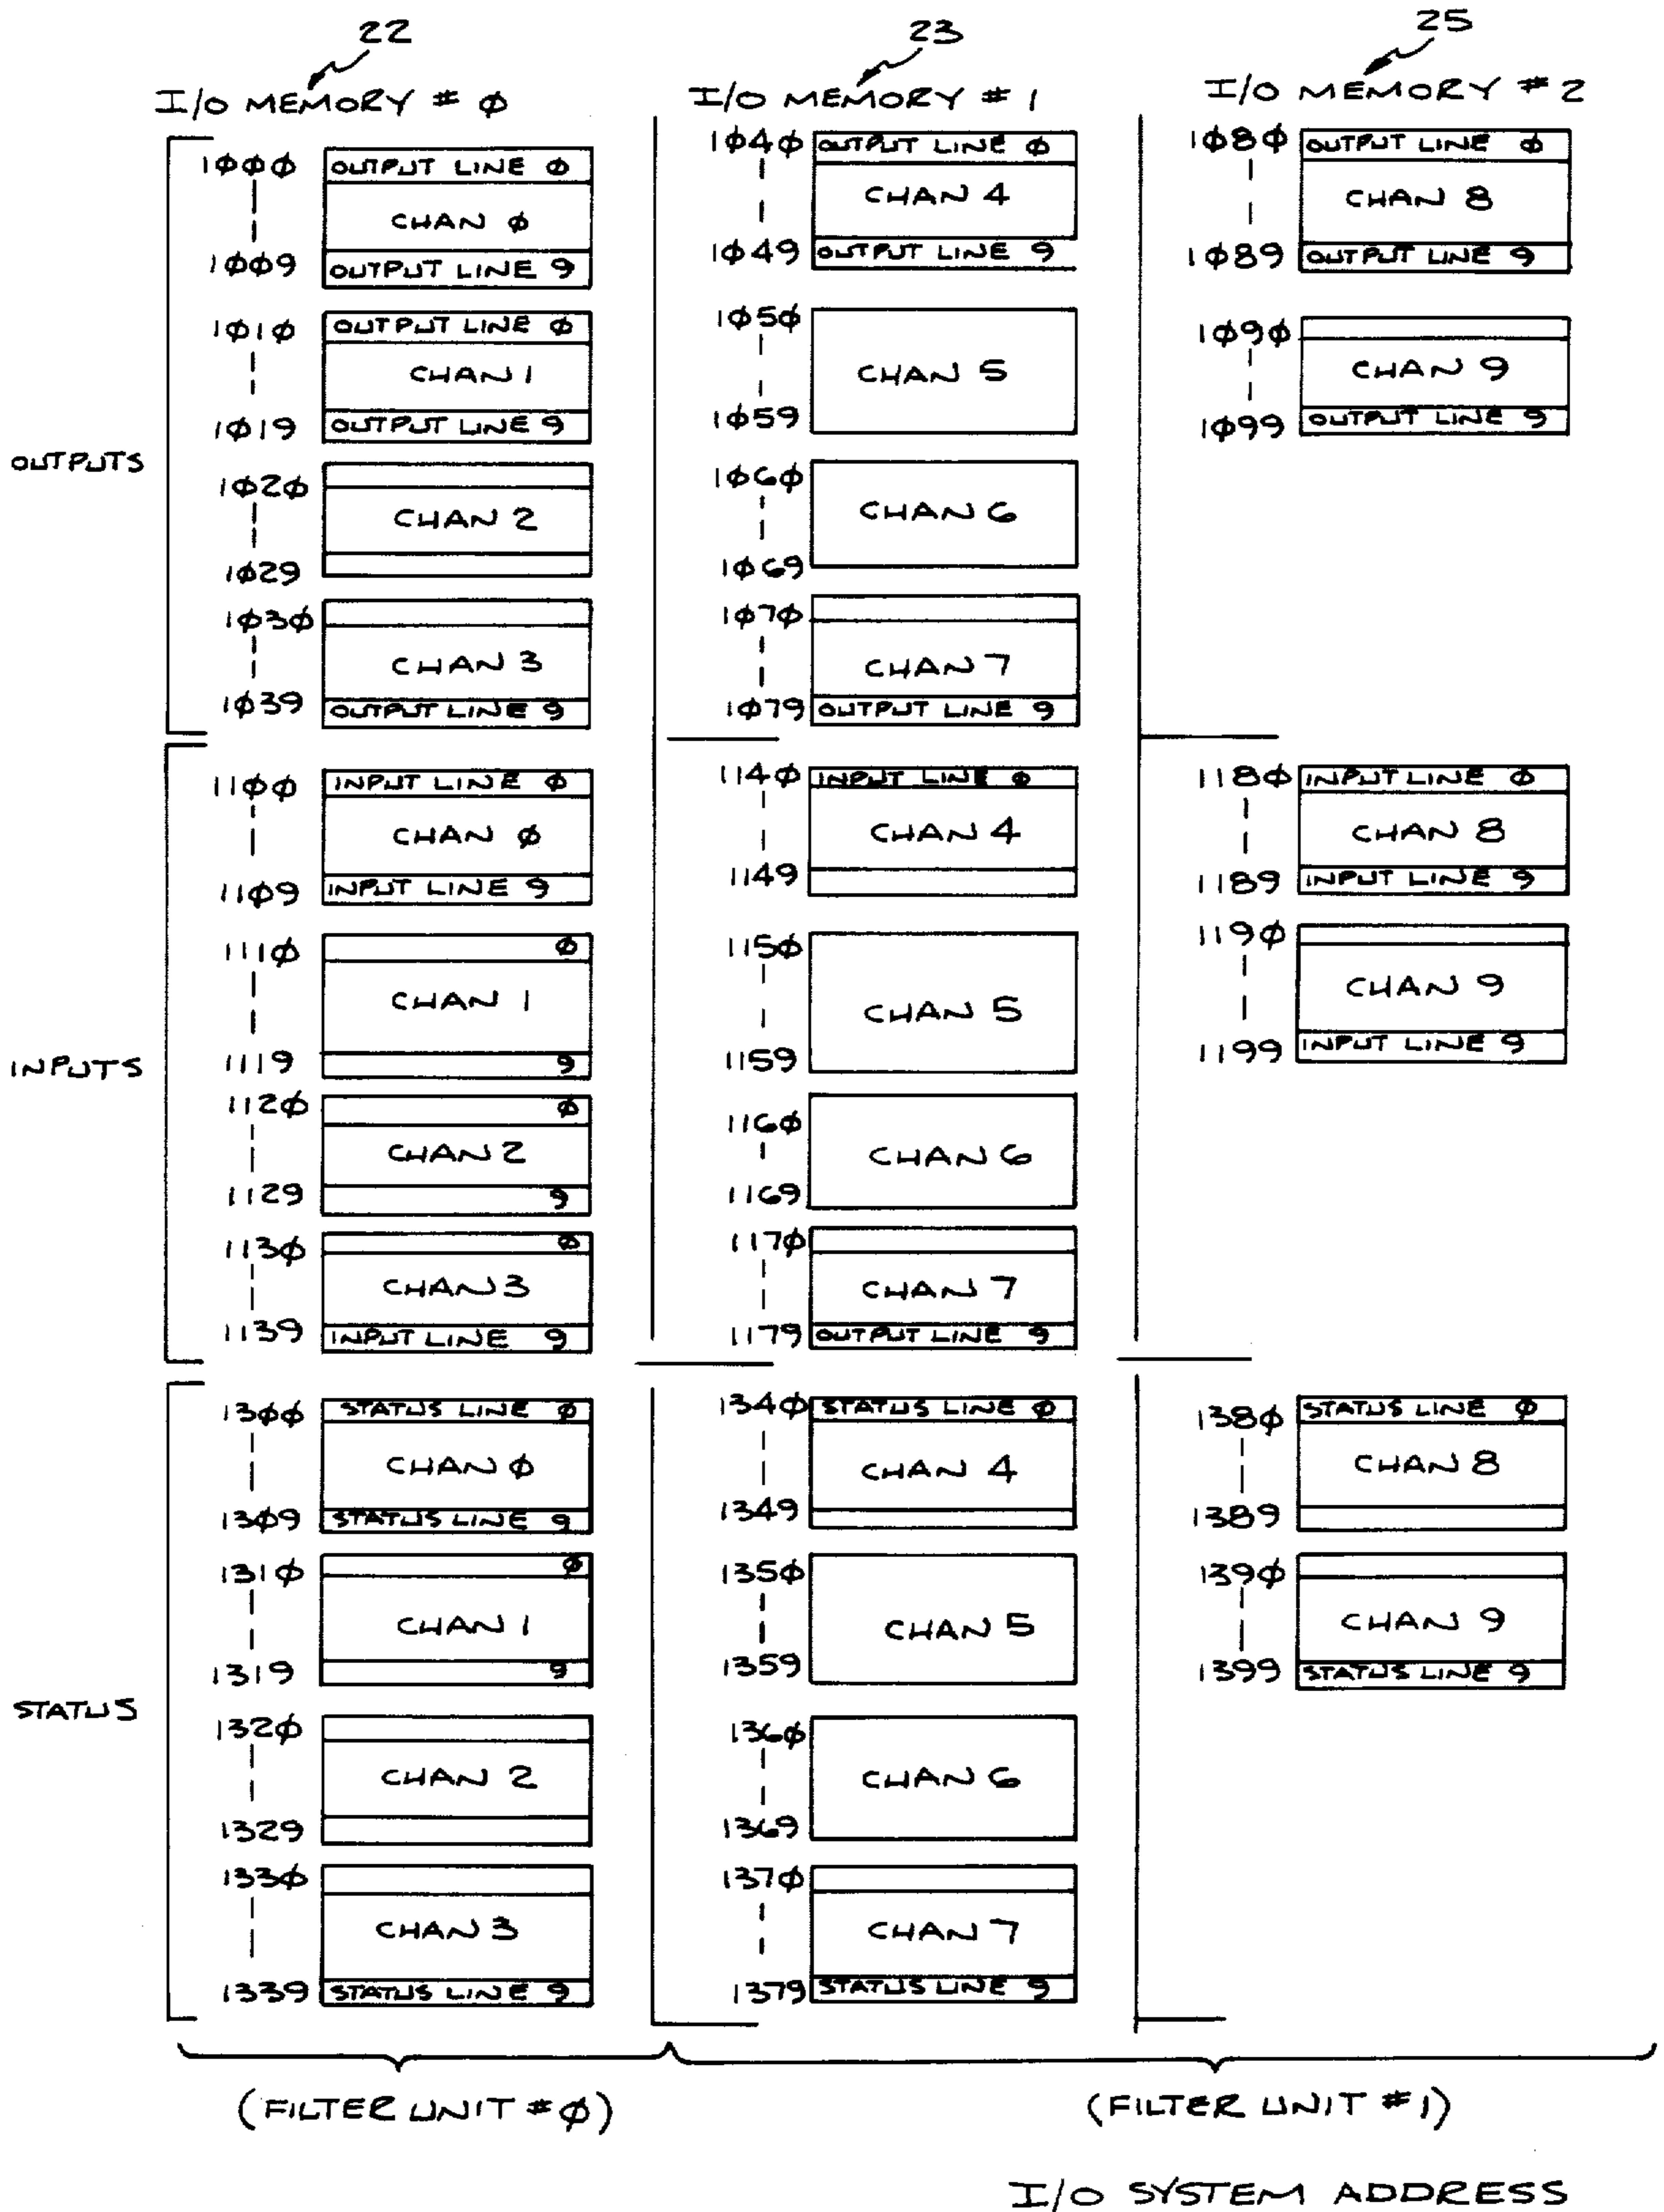 22
I/O MEMORY # φ
23
I/O MEMORY # 1
25
I/O MEMORY # 2
OUTPUTS
1φφφ OUTPUT LINE φ
CHAN φ
1φφ9 OUTPUT LINE 9
1φ1φ OUTPUT LINE φ
CHAN 1
1φ19 OUTPUT LINE 9
1φ2φ
CHAN 2
1φ29
1φ3φ
CHAN 3
1φ39 OUTPUT LINE 9
1φ4φ OUTPUT LINE φ
CHAN 4
1φ49 OUTPUT LINE 9
1φ5φ
CHAN 5
1φ59
1φ6φ
CHAN 6
1φ69
1φ7φ
CHAN 7
1φ79 OUTPUT LINE 9
1φ8φ OUTPUT LINE φ
CHAN 8
1φ89 OUTPUT LINE 9
1φ9φ
CHAN 9
1φ99 OUTPUT LINE 9
INPUTS
11φφ INPUT LINE φ
CHAN φ
11φ9 INPUT LINE 9
111φ φ
CHAN 1
1119 9
112φ φ
CHAN 2
1129 9
113φ φ
CHAN 3
1139 INPUT LINE 9
114φ INPUT LINE φ
CHAN 4
1149
115φ
CHAN 5
1159
116φ
CHAN 6
1169
117φ
CHAN 7
1179 OUTPUT LINE 9
118φ INPUT LINE φ
CHAN 8
1189 INPUT LINE 9
119φ
CHAN 9
1199 INPUT LINE 9
STATUS
13φφ STATUS LINE φ
CHAN φ
13φ9 STATUS LINE 9
131φ φ
CHAN 1
1319 9
132φ
CHAN 2
1329
133φ
CHAN 3
1339 STATUS LINE 9
134φ STATUS LINE φ
CHAN 4
1349
135φ
CHAN 5
1359
136φ
CHAN 6
1369
137φ
CHAN 7
1379 STATUS LINE 9
138φ STATUS LINE φ
CHAN 8
1389
139φ
CHAN 9
1399 STATUS LINE 9
(FILTER UNIT # φ)
(FILTER UNIT # 1)
I/O SYSTEM ADDRESS